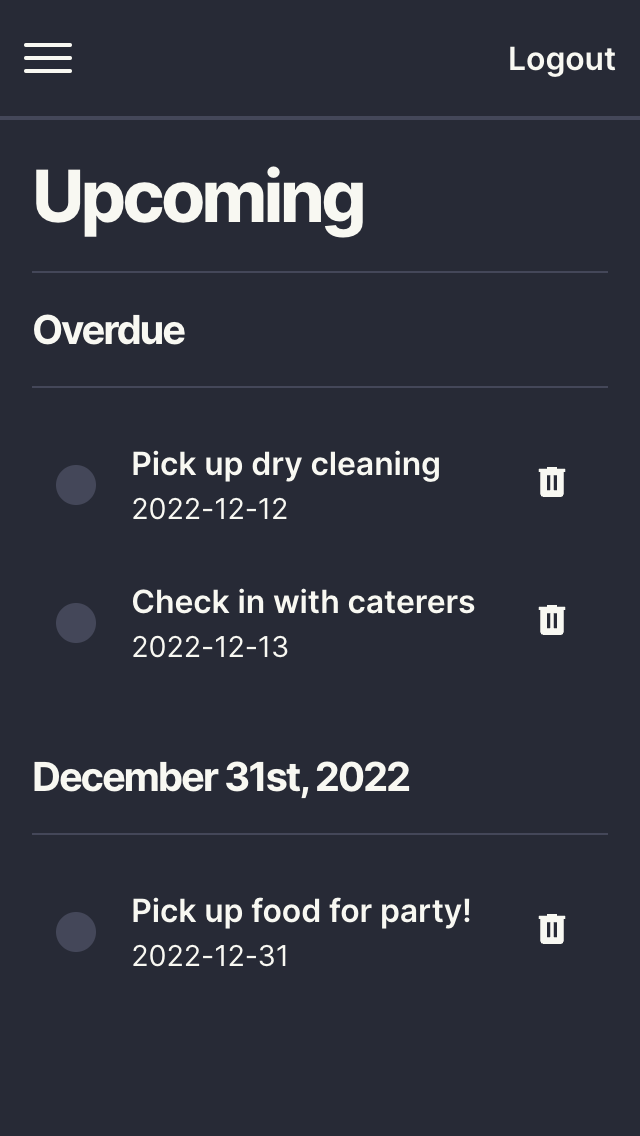 Logout
Upcoming
Overdue
Pick up dry cleaning
2022-12-12
Check in with caterers
2022-12-13
December 31st, 2022
Pick up food for party!
2022-12-31